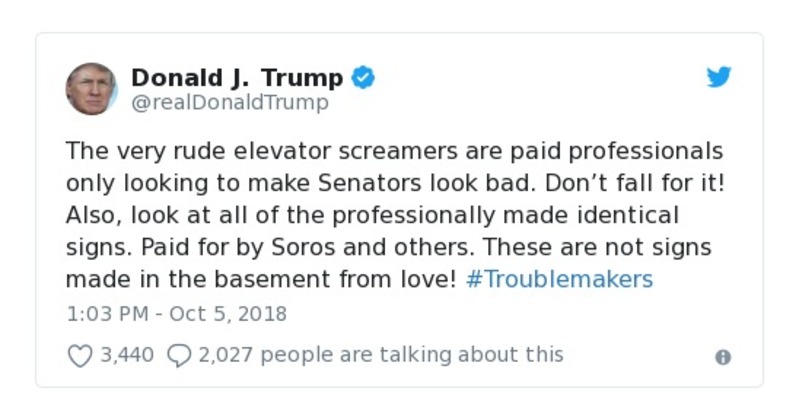 Donald J. Trump
@realDonaldTrump
The very rude elevator screamers are paid professionals
only looking to make Senators look bad. Don’t fall for it!
Also, look at all of the professionally made identical
signs. Paid for by Soros and others. These are not signs
made in the basement from love! #Troublemakers
1:03 PM - Oct 5, 2018
3,440 2,027 people are talking about this